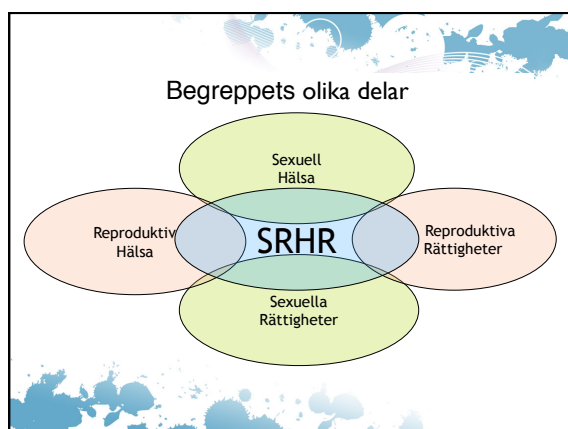 Begreppets olika delar
Sexuell
Hälsa
Reproduktiv
Hälsa
SRHR
Reproduktiva
Rättigheter
Sexuella
Rättigheter